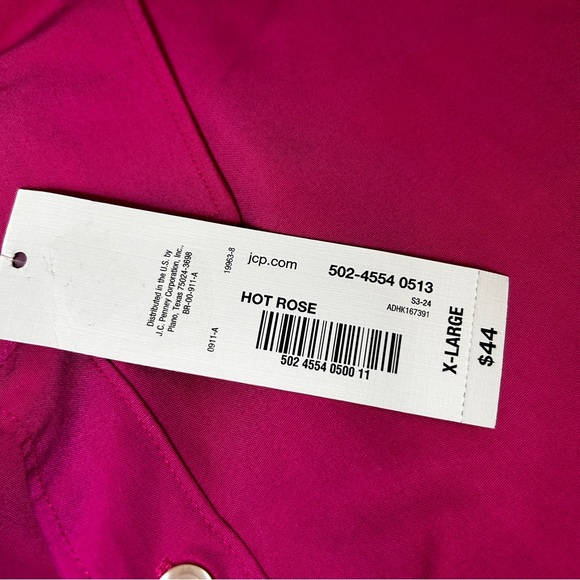 Distributed in the U.S. by
J.C. Penney Corporation, Inc.,
Plano, Texas 75024-3698
BR-00-911-A
0911-A
19963-8
jcp.com
502-4554 0513
S3-24
ADHK167391
HOT ROSE
502 4554 0500 11
X-LARGE
$44